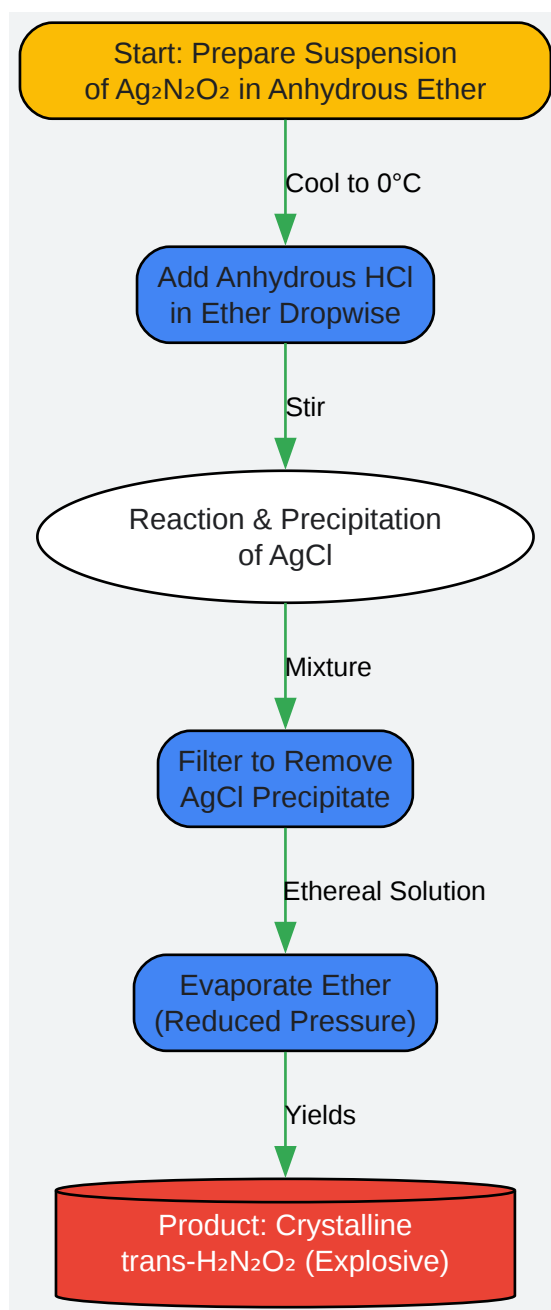 Start: Prepare Suspension
of Ag₂N₂O₂ in Anhydrous Ether
Cool to 0°C
Add Anhydrous HCl
in Ether Dropwise
Stir
Reaction & Precipitation
of AgCl
Mixture
Filter to Remove
AgCl Precipitate
Ethereal Solution
Evaporate Ether
(Reduced Pressure)
Yields
Product: Crystalline
trans-H₂N₂O₂ (Explosive)